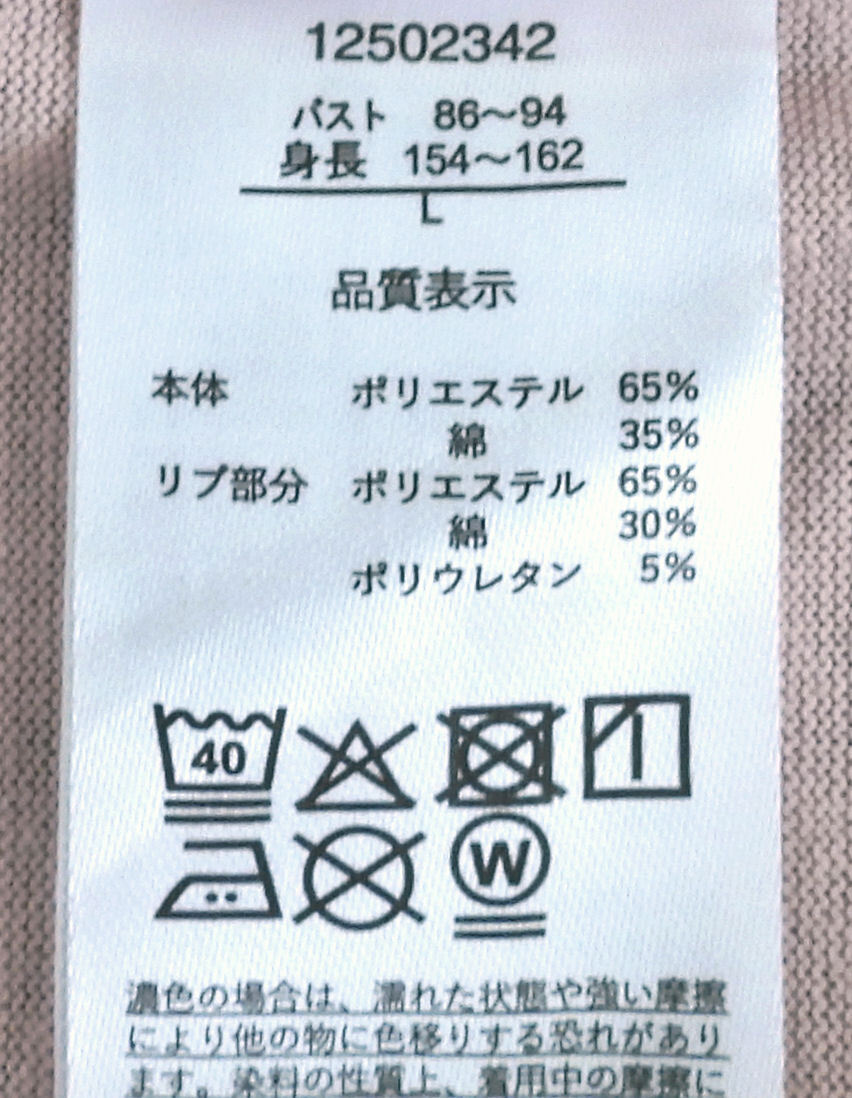 12502342
バスト 86～94
身長 154～162
L
品質表示
本体 ポリエステル 65%
綿 35%
リブ部分 ポリエステル 65%
綿 30%
ポリウレタン 5%
40
W
濃色の場合は、濡れた状態や強い摩擦
により他の物に色移りする恐れがあり
ます。染料の性質上、着用中の摩擦に